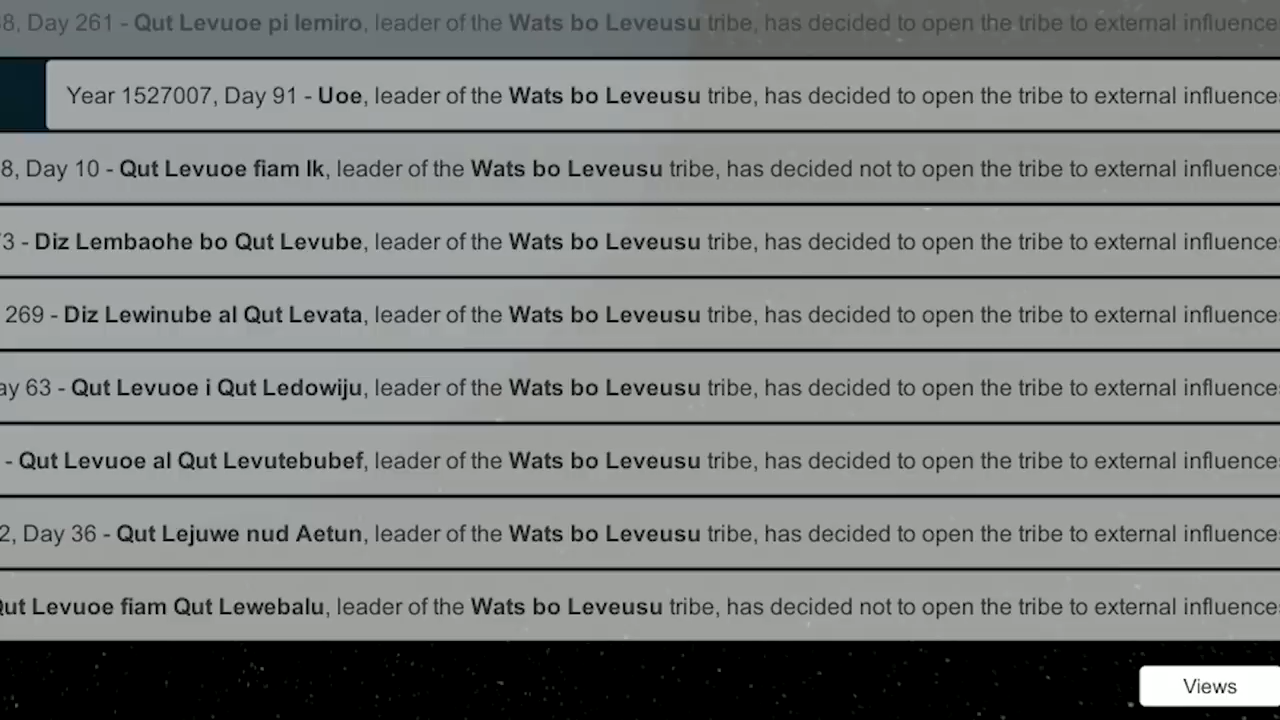 8, Day 261 - Qut Levuoe pi lemiro, leader of the Wats bo Leveusu tribe, has decided to open the tribe to external influence
Year 1527007, Day 91 - Uoe, leader of the Wats bo Leveusu tribe, has decided to open the tribe to external influence
8, Day 10 - Qut Levuoe fiam Ik, leader of the Wats bo Leveusu tribe, has decided not to open the tribe to external influence
3 - Diz Lembaohe bo Qut Levube, leader of the Wats bo Leveusu tribe, has decided to open the tribe to external influence
269 - Diz Lewinube al Qut Levata, leader of the Wats bo Leveusu tribe, has decided to open the tribe to external influence
ay 63 - Qut Levuoe i Qut Ledowiju, leader of the Wats bo Leveusu tribe, has decided to open the tribe to external influence
- Qut Levuoe al Qut Levutebubef, leader of the Wats bo Leveusu tribe, has decided to open the tribe to external influence
2, Day 36 - Qut Lejuwe nud Aetun, leader of the Wats bo Leveusu tribe, has decided to open the tribe to external influence
Qut Levuoe fiam Qut Lewebalu, leader of the Wats bo Leveusu tribe, has decided not to open the tribe to external influence
Views